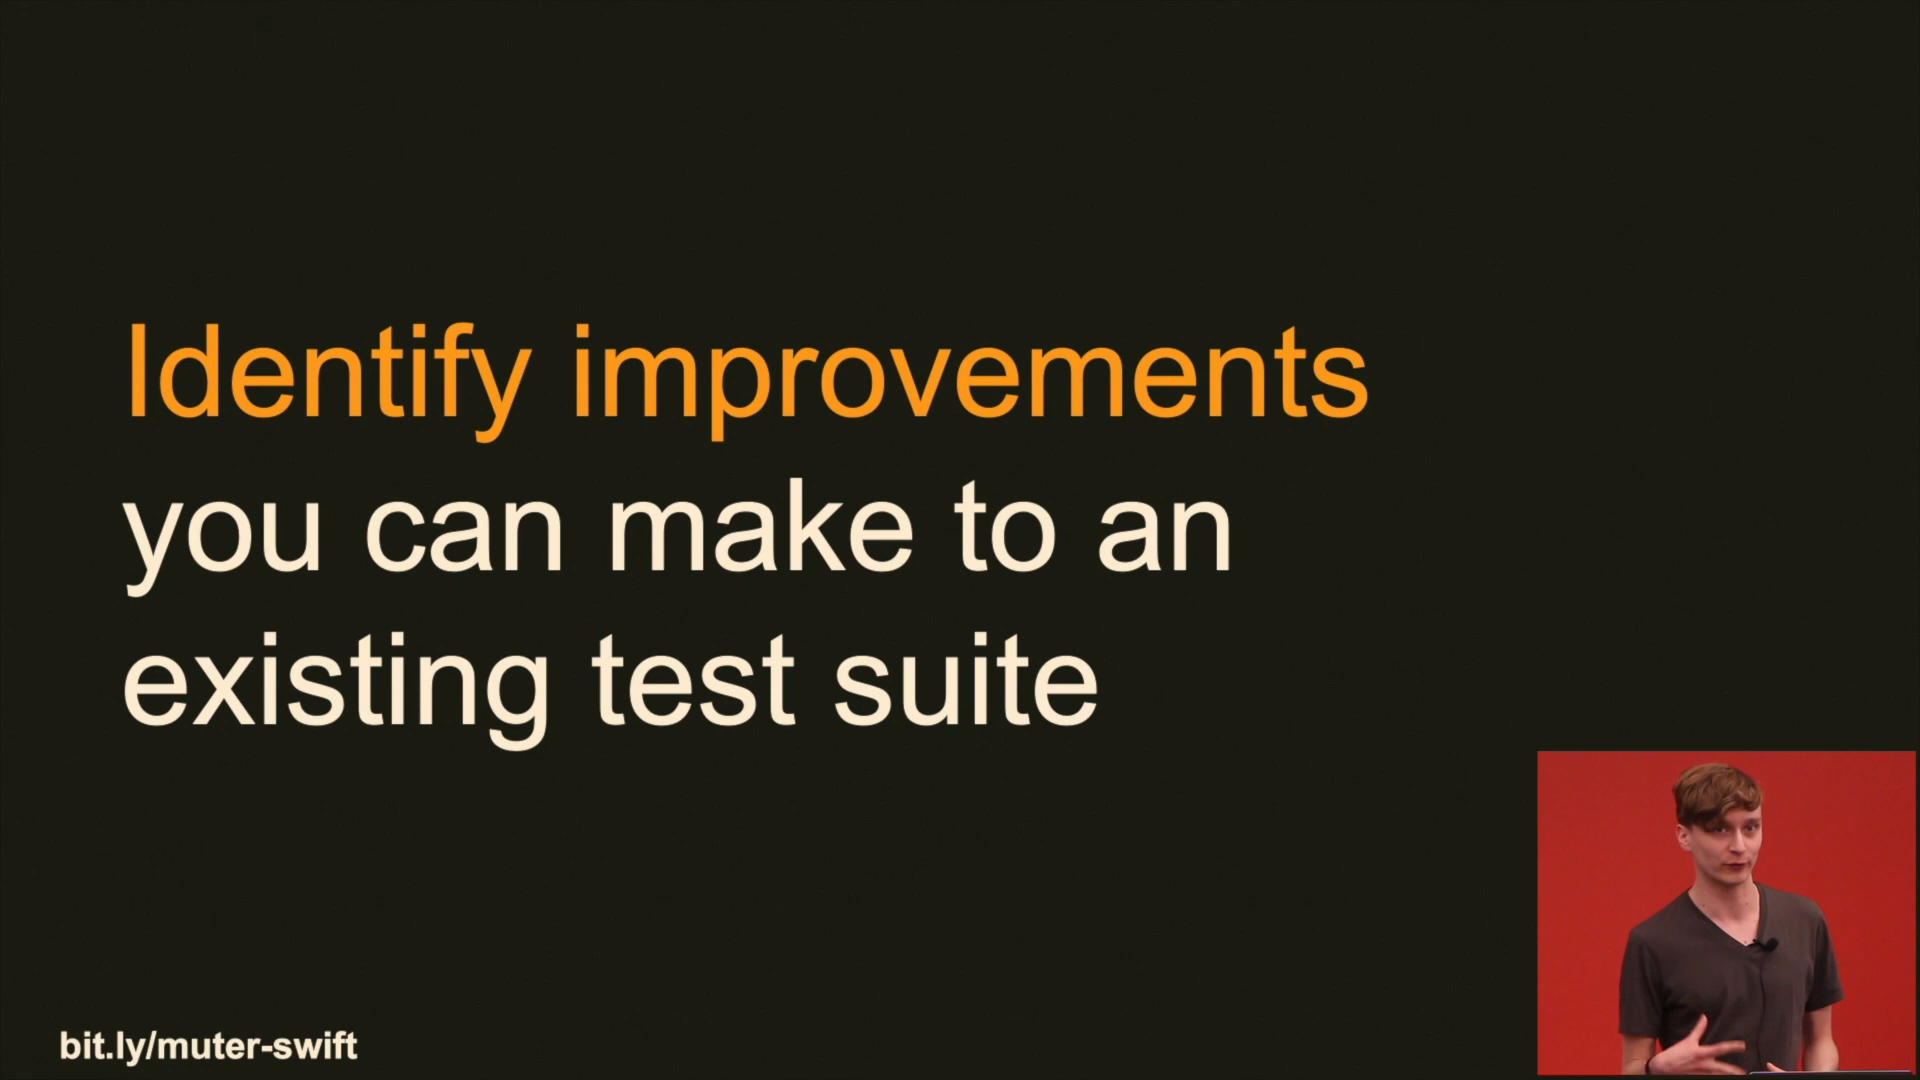 Identify improvements
you can make to an
existing test suite
bit.ly/muter-swift